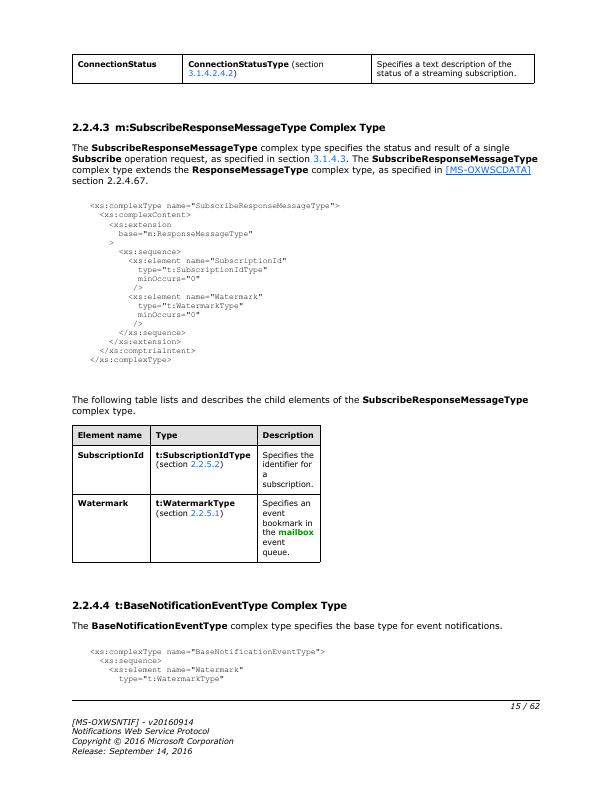 ConnectionStatus ConnectionStatusType (section 3.1.4.2.4.2) Specifies a text description of the status of a streaming subscription.
2.2.4.3 m:SubscribeResponseMessageType Complex Type
The SubscribeResponseMessageType complex type specifies the status and result of a single
Subscribe operation request, as specified in section 3.1.4.3. The SubscribeResponseMessageType
complex type extends the ResponseMessageType complex type, as specified in [MS-OXWSCDATA]
section 2.2.4.67.
<xs:complexType name="SubscribeResponseMessageType">
<xs:complexContent>
<xs:extension
base="m:ResponseMessageType"
>
<xs:sequence>
<xs:element name="SubscriptionId"
type="t:SubscriptionIdType"
minOccurs="0"
/>
<xs:element name="Watermark"
type="t:WatermarkType"
minOccurs="0"
/>
</xs:sequence>
</xs:extension>
</xs:comptriaintent>
</xs:complexType>
The following table lists and describes the child elements of the SubscribeResponseMessageType
complex type.
Element name Type Description
SubscriptionId t:SubscriptionIdType (section 2.2.5.2) Specifies the identifier for a subscription.
Watermark t:WatermarkType (section 2.2.5.1) Specifies an event bookmark in the mailbox event queue.
2.2.4.4 t:BaseNotificationEventType Complex Type
The BaseNotificationEventType complex type specifies the base type for event notifications.
<xs:complexType name="BaseNotificationEventType">
<xs:sequence>
<xs:element name="Watermark"
type="t:WatermarkType"
15 / 62
[MS-OXWSNTIF] - v20160914
Notifications Web Service Protocol
Copyright © 2016 Microsoft Corporation
Release: September 14, 2016